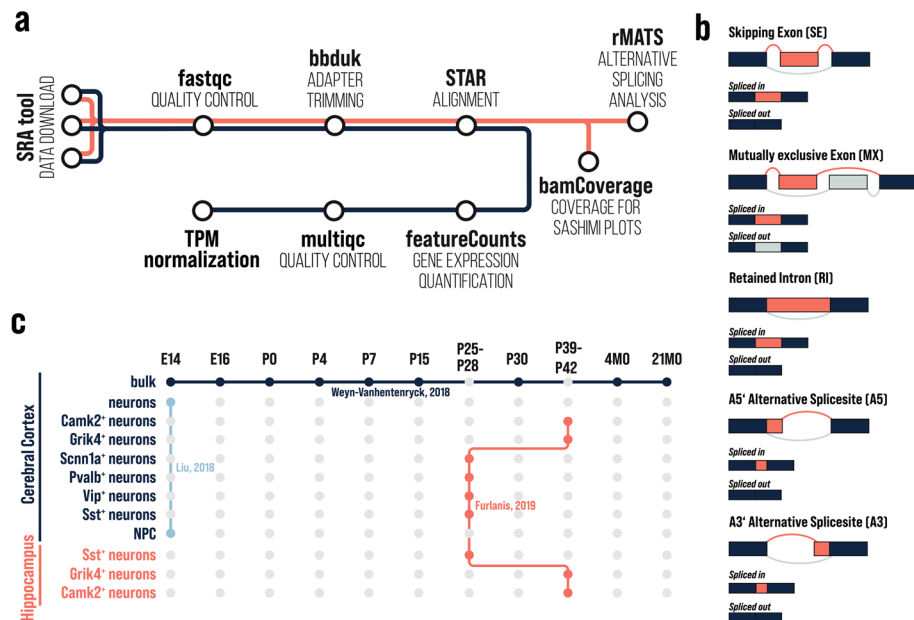 a
SRA tool
DATA DOWNLOAD
fastqc
QUALITY CONTROL
bbduk
ADAPTER
TRIMMING
STAR
ALIGNMENT
rMATS
ALTERNATIVE
SPLICING
ANALYSIS
bamCoverage
COVERAGE FOR
SASHIMI PLOTS
TPM
normalization
multiqc
QUALITY CONTROL
featureCounts
GENE EXPRESSION
QUANTIFICATION
b
Skipping Exon (SE)
Spliced in
Spliced out
Mutually exclusive Exon (MX)
Spliced in
Spliced out
Retained Intron (RI)
Spliced in
Spliced out
A5' Alternative Splicesite (A5)
Spliced in
Spliced out
A3' Alternative Splicesite (A3)
Spliced in
Spliced out
c
E14 E16 P0 P4 P7 P15 P25-P28 P30 P39-P42 4MO 21MO
Cerebral Cortex
bulk
Weyn-Vanhentenryck, 2018
neurons
Camk2⁺ neurons
Grik4⁺ neurons
Scnn1a⁺ neurons
Liu, 2018
Pvalb⁺ neurons
Vip⁺ neurons
Furlanis, 2019
Sst⁺ neurons
NPC
Hippocampus
Sst⁺ neurons
Grik4⁺ neurons
Camk2⁺ neurons